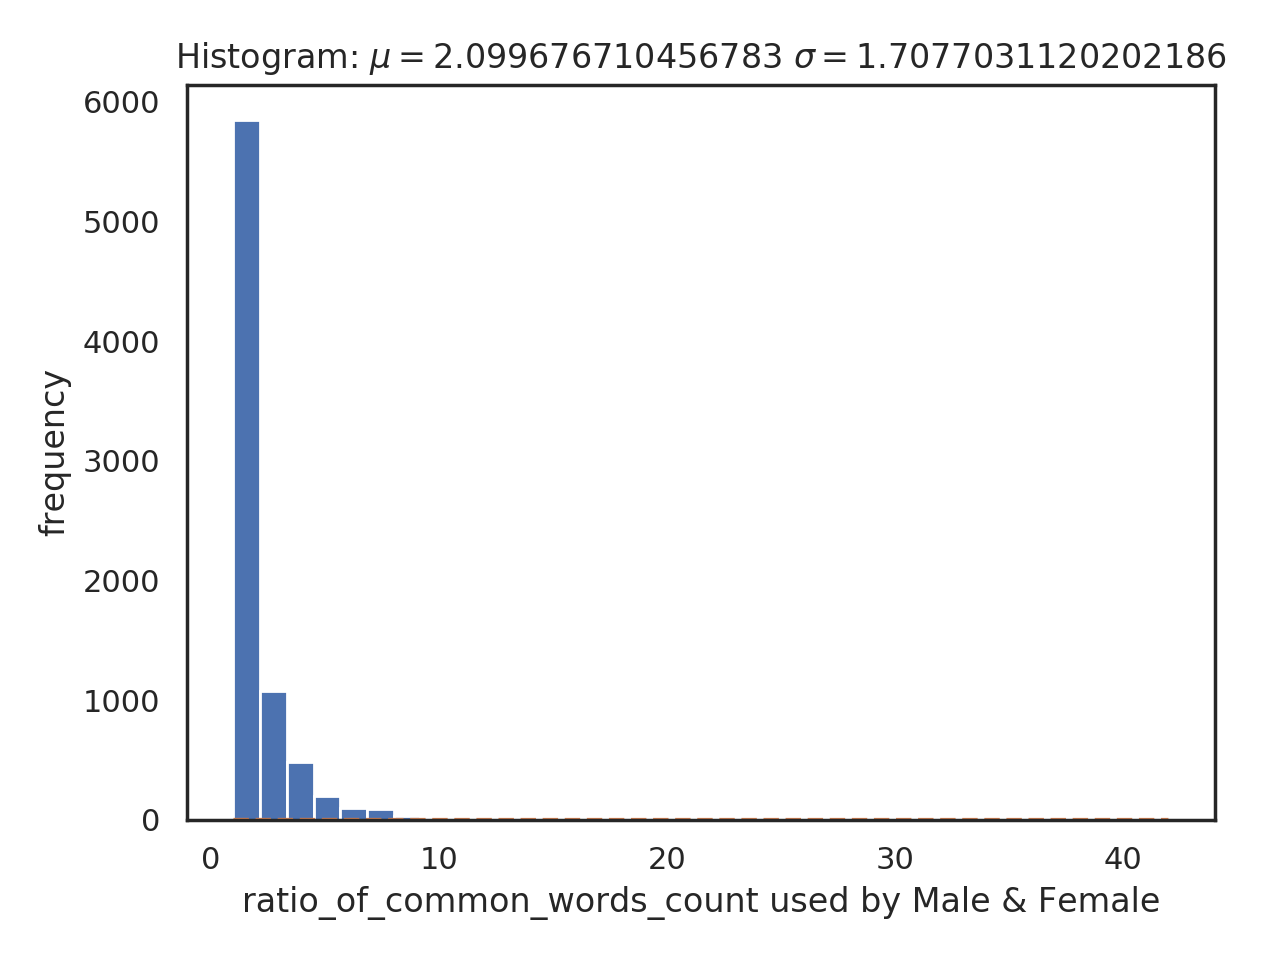 Histogram: μ = 2.099676710456783 σ = 1.7077031120202186
6000
5000
4000
3000
2000
1000
0
frequency
0 10 20 30 40
ratio_of_common_words_count used by Male & Female